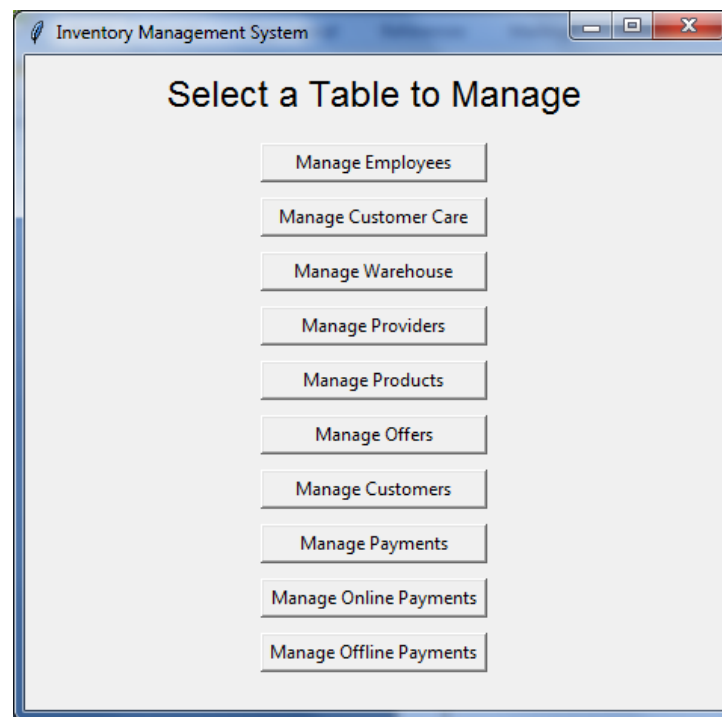 Inventory Management System
Select a Table to Manage
Manage Employees
Manage Customer Care
Manage Warehouse
Manage Providers
Manage Products
Manage Offers
Manage Customers
Manage Payments
Manage Online Payments
Manage Offline Payments